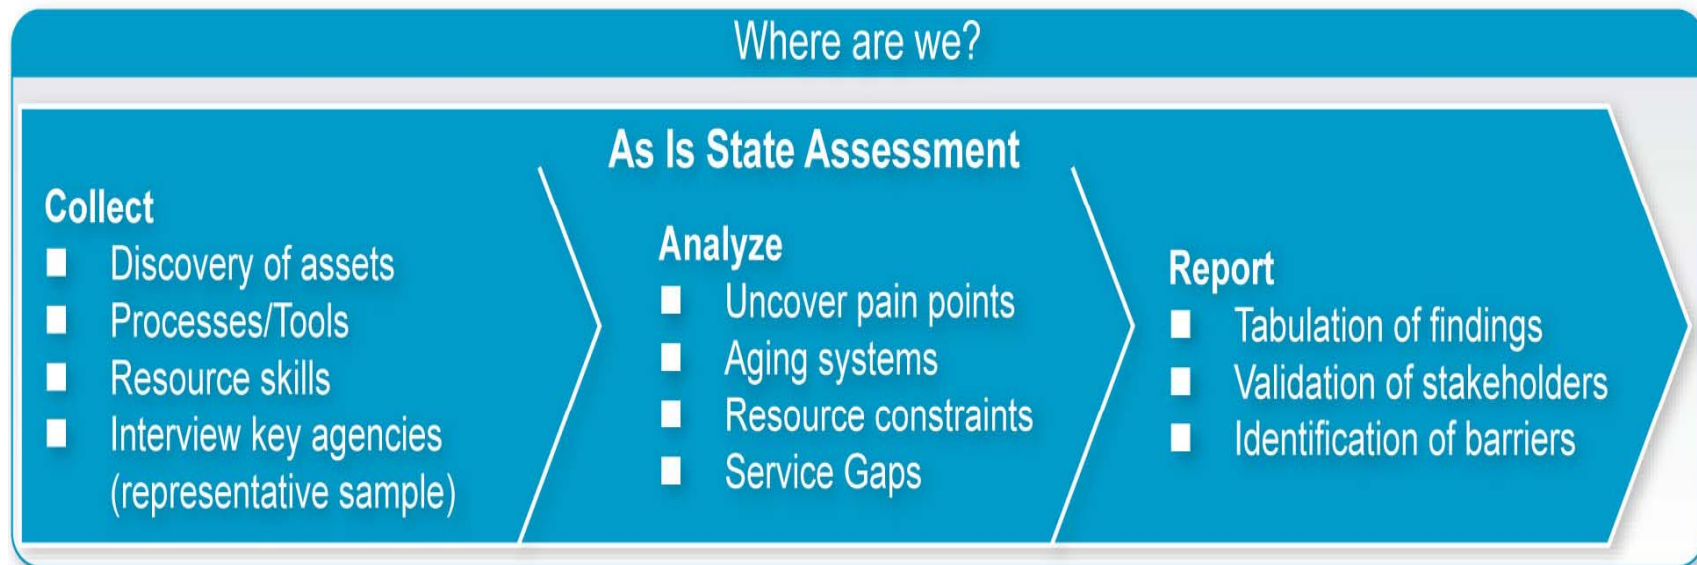 Where are we?
As Is State Assessment
Collect
Discovery of assets
Processes/Tools
Resource skills
Interview key agencies
(representative sample)
Analyze
Uncover pain points
Aging systems
Resource constraints
Service Gaps
Report
Tabulation of findings
Validation of stakeholders
Identification of barriers